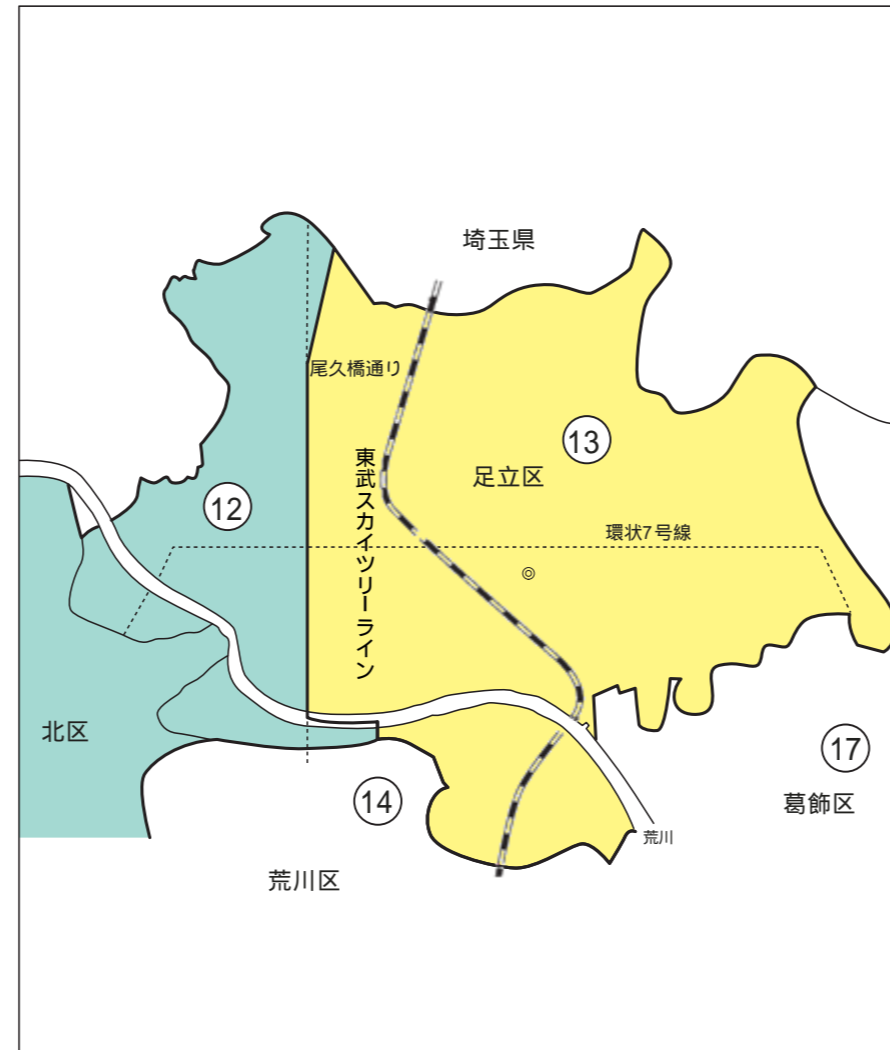 埼玉県
尾久橋通り
13
足立区
東武スカイツリーライン
12
環状7号線
◎
北区
17
14
葛飾区
荒川
荒川区